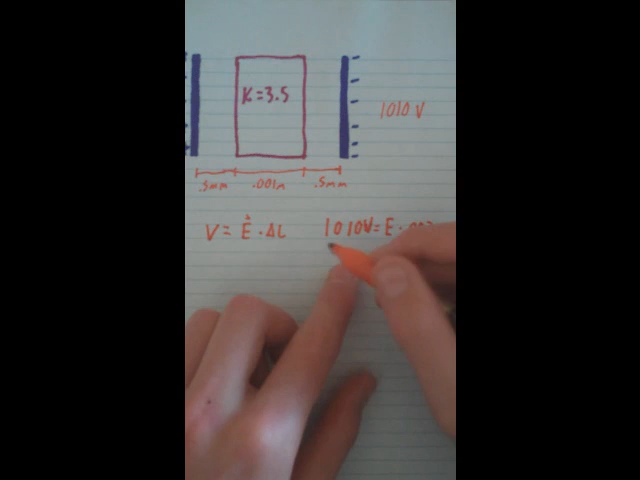 K=3.5
1010 V
.5mm .001m .5mm
V = E · ΔL 1010V = E ·